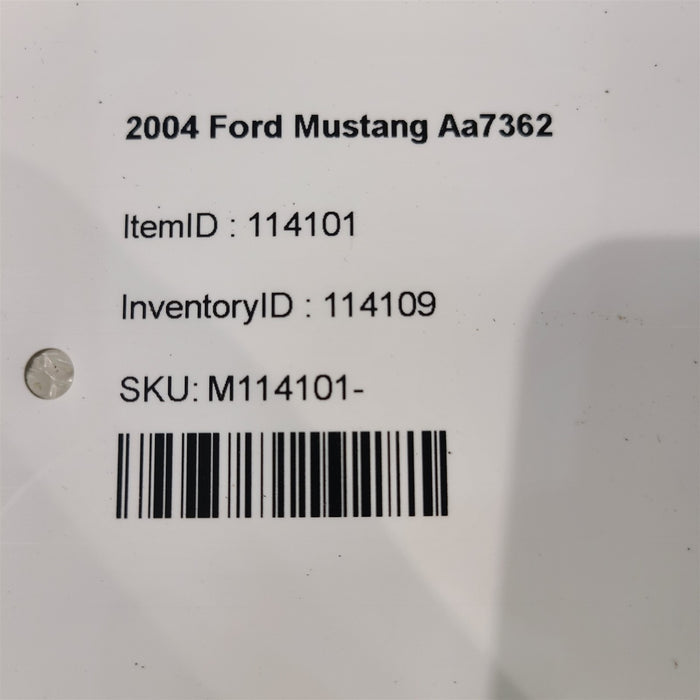 2004 Ford Mustang Aa7362
ItemID : 114101
InventoryID : 114109
SKU: M114101-